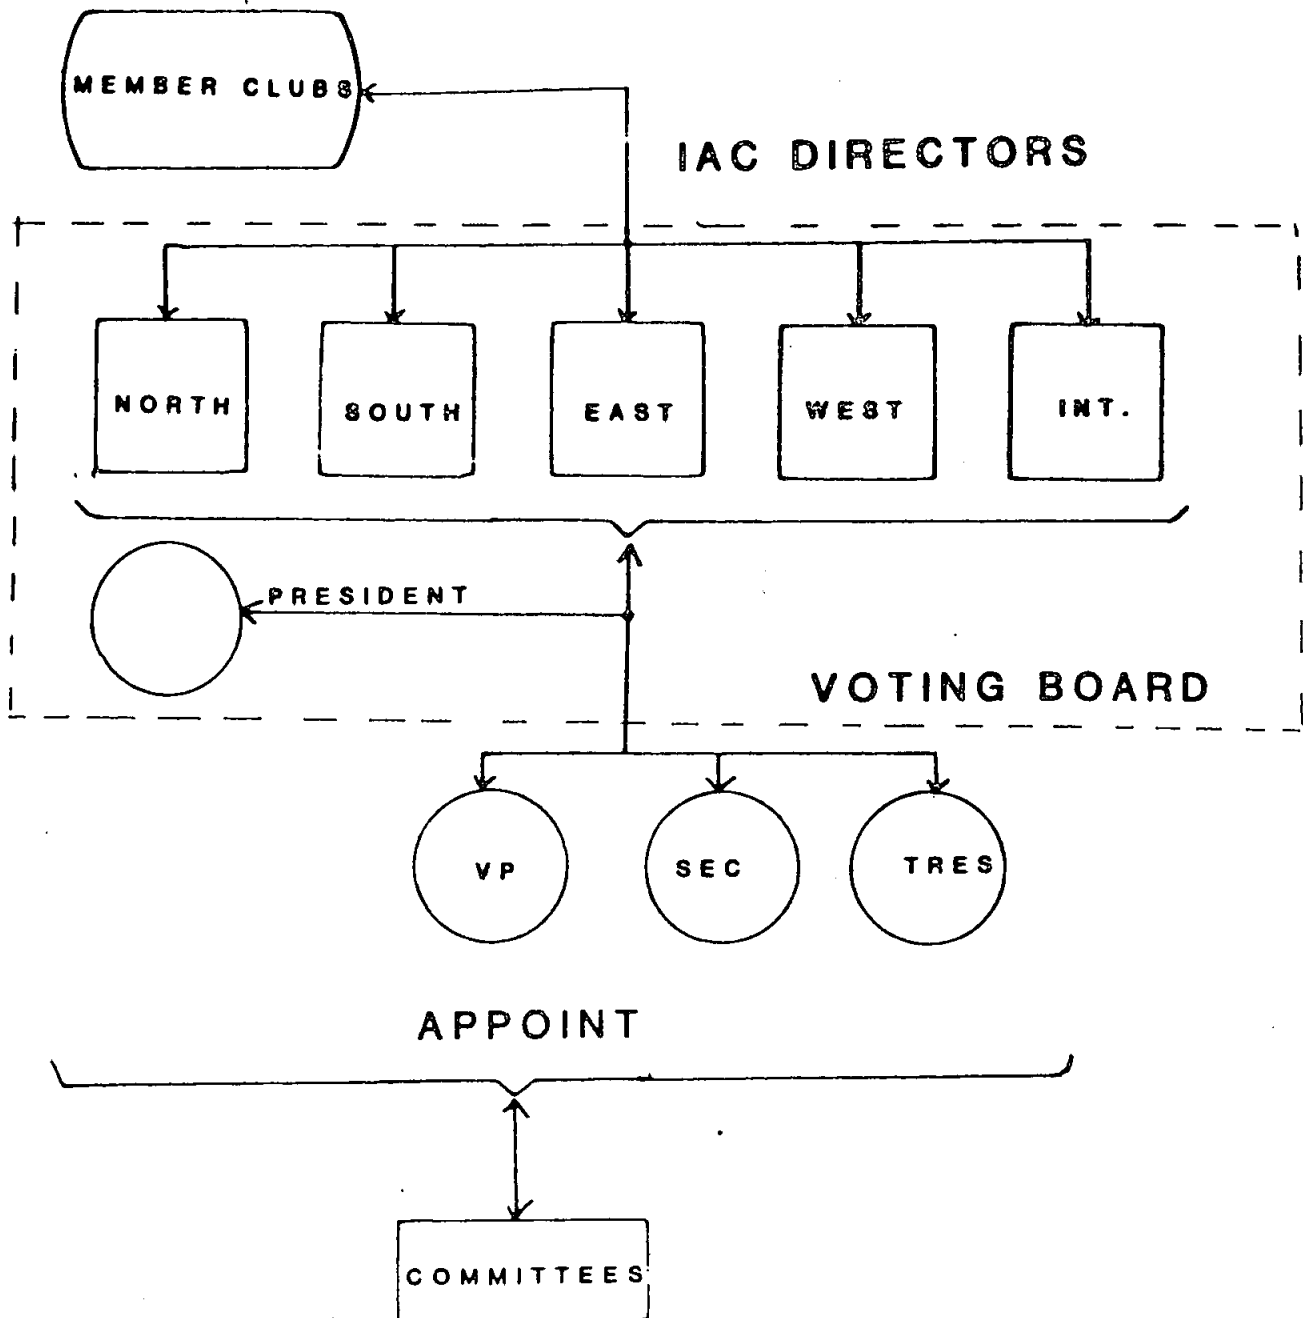 MEMBER CLUBS
IAC DIRECTORS
NORTH
SOUTH
EAST
WEST
INT.
PRESIDENT
VOTING BOARD
VP
SEC
TRES
APPOINT
COMMITTEES